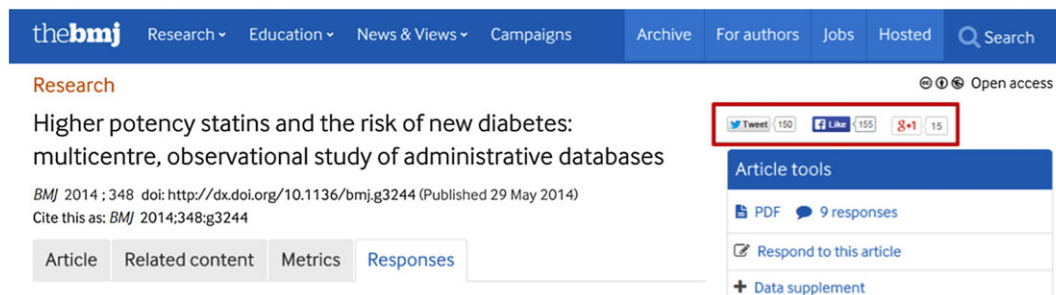 thebmj Research Education News & Views Campaigns Archive For authors Jobs Hosted Search
Research
Open access
Higher potency statins and the risk of new diabetes:
multicentre, observational study of administrative databases
BMJ 2014 ; 348 doi: http://dx.doi.org/10.1136/bmj.g3244 (Published 29 May 2014)
Cite this as: BMJ 2014;348:g3244
Article Related content Metrics Responses
Tweet 150 Like 155 g+1 15
Article tools
PDF 9 responses
Respond to this article
+ Data supplement